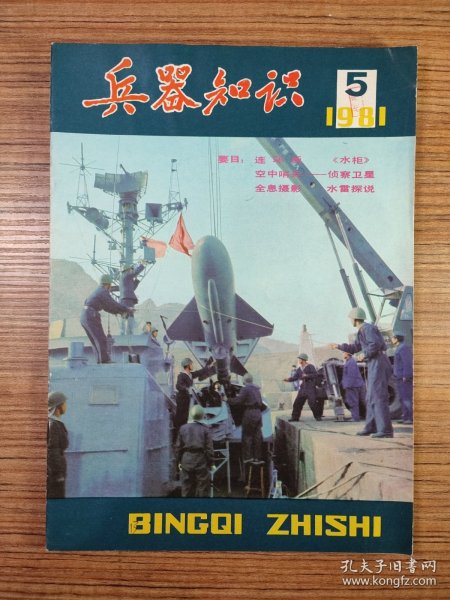 兵器知识
5
1981
要目: 连 《水柜》
空中哨兵——侦察卫星
全息摄影 水雷探说
BINGQI ZHISHI
孔夫子旧书网
www.kongfz.com